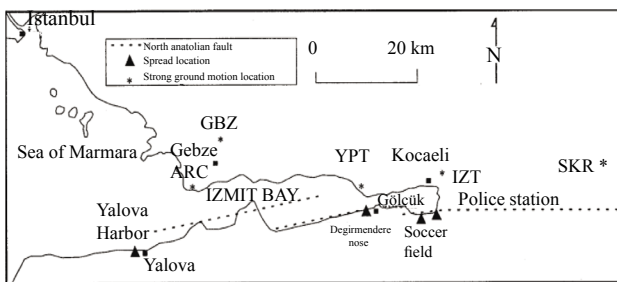 Istanbul
North anatolian fault
Spread location
Strong ground motion location
0 20 km
N
GBZ
Sea of Marmara
Gebze
ARC
YPT
Kocaeli
IZT
SKR
IZMIT BAY
Gölçük
Police station
Yalova
Harbor
Degirmendere
nose
Soccer
field
Yalova